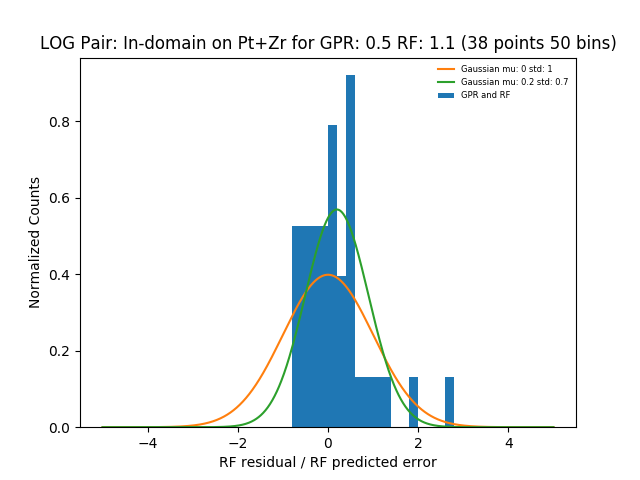 LOG Pair: In-domain on Pt+Zr for GPR: 0.5 RF: 1.1 (38 points 50 bins)
Gaussian mu: 0 std: 1
Gaussian mu: 0.2 std: 0.7
GPR and RF
Normalized Counts
0.8
0.6
0.4
0.2
0.0
−4 −2 0 2 4
RF residual / RF predicted error